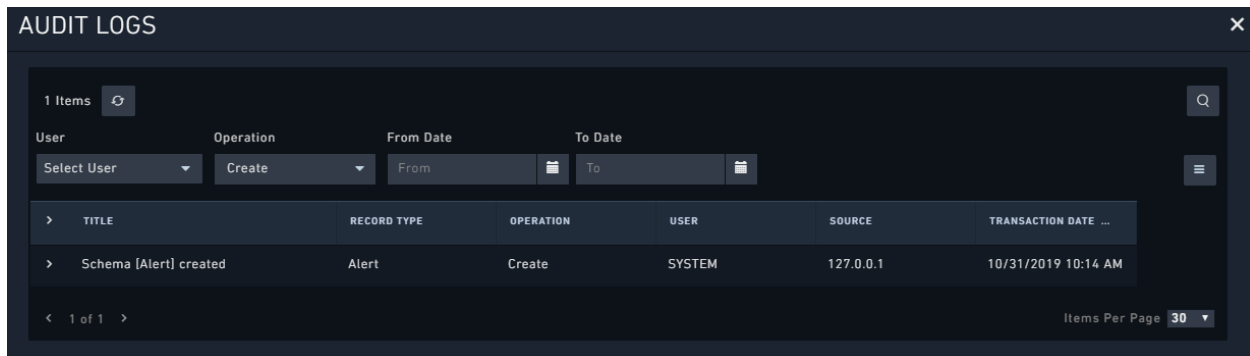 AUDIT LOGS
1 Items
User Operation From Date To Date
Select User Create From To
TITLE RECORD TYPE OPERATION USER SOURCE TRANSACTION DATE ...
Schema [Alert] created Alert Create SYSTEM 127.0.0.1 10/31/2019 10:14 AM
1 of 1 Items Per Page 30